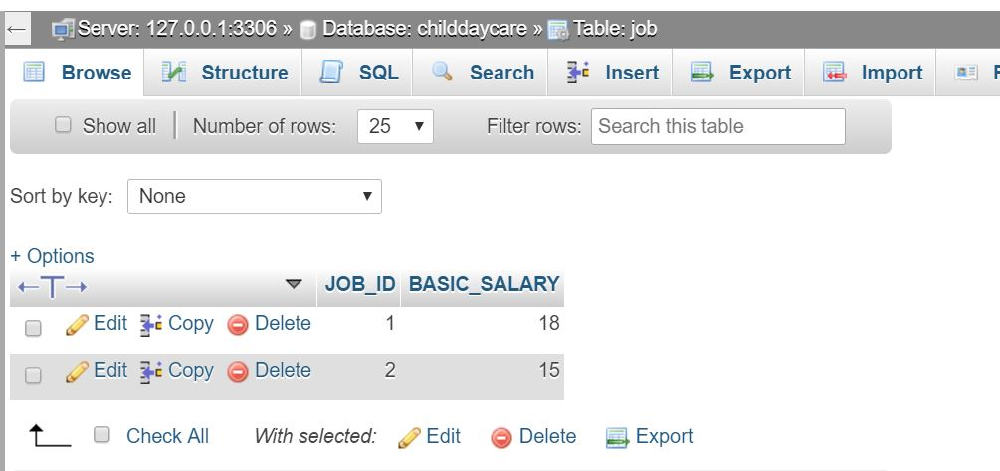 ← Server: 127.0.0.1:3306 » Database: childdaycare » Table: job
Browse Structure SQL Search Insert Export Import
Show all Number of rows: 25 Filter rows: Search this table
Sort by key: None
+ Options
←T→ JOB_ID BASIC_SALARY
Edit Copy Delete 1 18
Edit Copy Delete 2 15
Check All With selected: Edit Delete Export